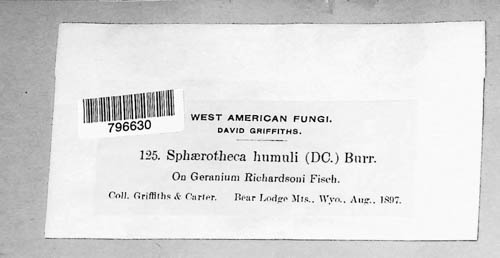 796630
WEST AMERICAN FUNGI.
DAVID GRIFFITHS.
125. Sphærotheca humuli (DC.) Burr.
On Geranium Richardsoni Fisch.
Coll. Griffiths & Carter. Bear Lodge Mts., Wyo., Aug., 1897.